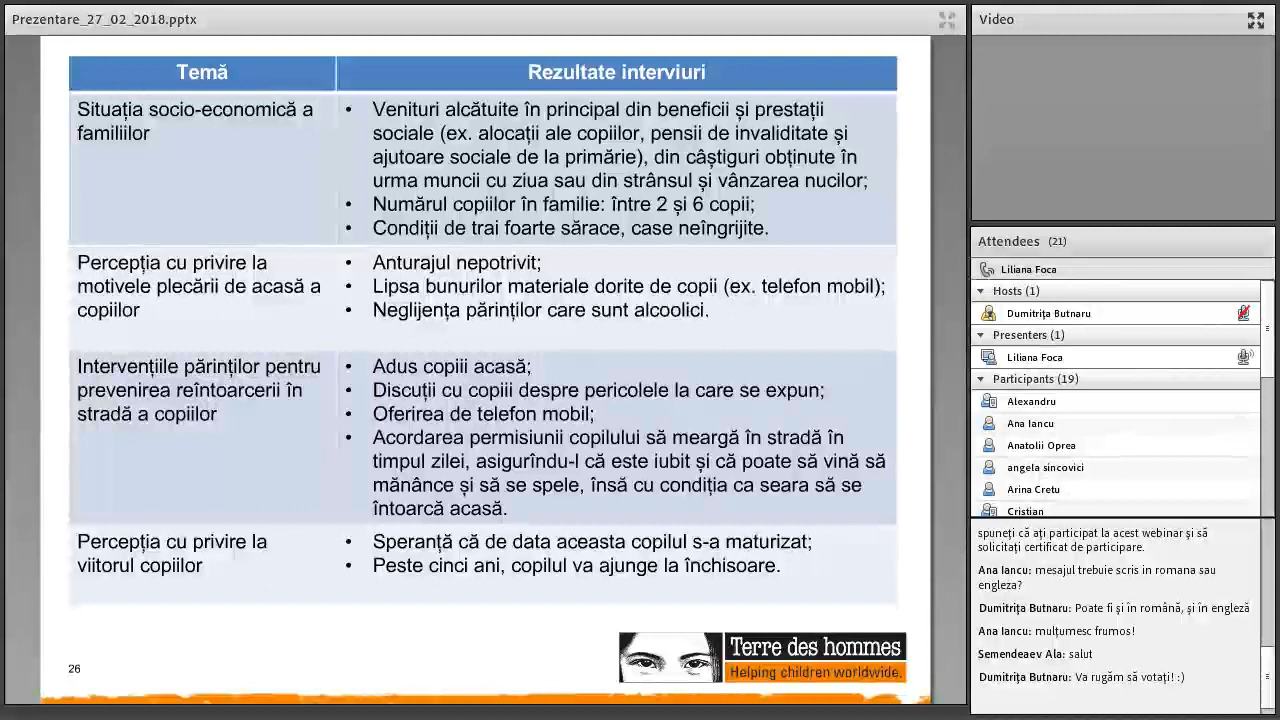 Prezentare_27_02_2018.pptx
Temă
Rezultate interviuri
Situația socio-economică a
familiilor
• Venituri alcătuite în principal din beneficii și prestații
sociale (ex. alocații ale copiilor, pensii de invaliditate și
ajutoare sociale de la primărie), din câștiguri obținute în
urma muncii cu ziua sau din strânsul și vânzarea nucilor;
• Numărul copiilor în familie: între 2 și 6 copii;
• Condiții de trai foarte sărace, case neîngrijite.
Percepția cu privire la
motivele plecării de acasă a
copiilor
• Anturajul nepotrivit;
• Lipsa bunurilor materiale dorite de copii (ex. telefon mobil);
• Neglijența părinților care sunt alcoolici.
Intervențiile părinților pentru
prevenirea reîntoarcerii în
stradă a copiilor
• Adus copiii acasă;
• Discuții cu copiii despre pericolele la care se expun;
• Oferirea de telefon mobil;
• Acordarea permisiunii copilului să meargă în stradă în
timpul zilei, asigurîndu-l că este iubit și că poate să vină să
mănânce și să se spele, însă cu condiția ca seara să se
întoarcă acasă.
Percepția cu privire la
viitorul copiilor
• Speranță că de data aceasta copilul s-a maturizat;
• Peste cinci ani, copilul va ajunge la închisoare.
26
Terre des hommes
Helping children worldwide.
Video
Attendees (21)
Liliana Foca
Hosts (1)
Dumitrița Butnaru
Presenters (1)
Liliana Foca
Participants (19)
Alexandru
Ana Iancu
Anatolii Oprea
angela sincovici
Arina Cretu
Cristian
spuneți că ați participat la acest webinar și să
solicitați certificat de participare.
Ana Iancu: mesajul trebuie scris in romana sau
engleza?
Dumitrița Butnaru: Poate fi și în română, și în engleză
Ana Iancu: mulțumesc frumos!
Semendeaev Ala: salut
Dumitrița Butnaru: Va rugăm să votați! :)